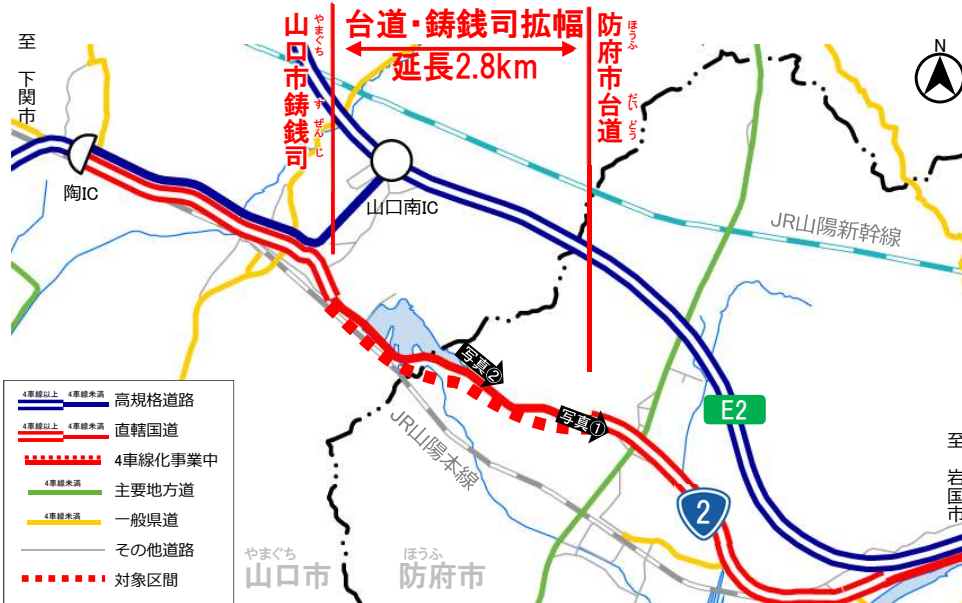 至 下関市
山口市鋳銭司
やまぐち
す ぜん じ
台道・鋳銭司拡幅
延長2.8km
防府市台道
ほうふ
だい どう
N
陶IC
山口南IC
JR山陽新幹線
写真②
写真①
E2
JR山陽本線
2
至 岩国市
4車線以上 4車線未満 高規格道路
4車線以上 4車線未満 直轄国道
4車線化事業中
4車線未満 主要地方道
4車線未満 一般県道
その他道路
対象区間
やまぐち
山口市
ほうふ
防府市